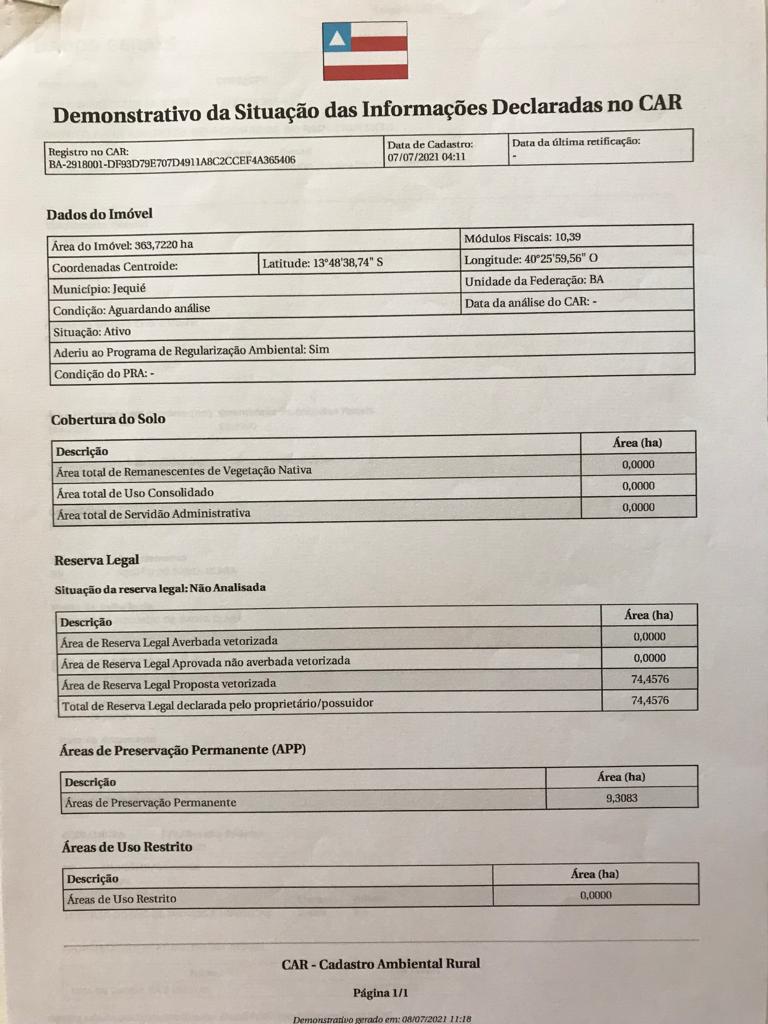 Demonstrativo da Situação das Informações Declaradas no CAR
Registro no CAR:
BA-2918001-DF93D79E707D4911A8C2CCEF4A365406
Data de Cadastro:
07/07/2021 04:11
Data da última retificação:
-
Dados do Imóvel
Área do Imóvel: 363,7220 ha
Módulos Fiscais: 10,39
Coordenadas Centroide:
Latitude: 13°48'38,74" S
Longitude: 40°25'59,56" O
Município: Jequié
Unidade da Federação: BA
Condição: Aguardando análise
Data da análise do CAR: -
Situação: Ativo
Aderiu ao Programa de Regularização Ambiental: Sim
Condição do PRA: -
Cobertura do Solo
Descrição
Área (ha)
Área total de Remanescentes de Vegetação Nativa
0,0000
Área total de Uso Consolidado
0,0000
Área total de Servidão Administrativa
0,0000
Reserva Legal
Situação da reserva legal: Não Analisada
Descrição
Área (ha)
Área de Reserva Legal Averbada vetorizada
0,0000
Área de Reserva Legal Aprovada não averbada vetorizada
0,0000
Área de Reserva Legal Proposta vetorizada
74,4576
Total de Reserva Legal declarada pelo proprietário/possuidor
74,4576
Áreas de Preservação Permanente (APP)
Descrição
Área (ha)
Áreas de Preservação Permanente
9,3083
Áreas de Uso Restrito
Descrição
Área (ha)
Áreas de Uso Restrito
0,0000
CAR - Cadastro Ambiental Rural
Página 1/1
Demonstrativo gerado em: 08/07/2021 11:18